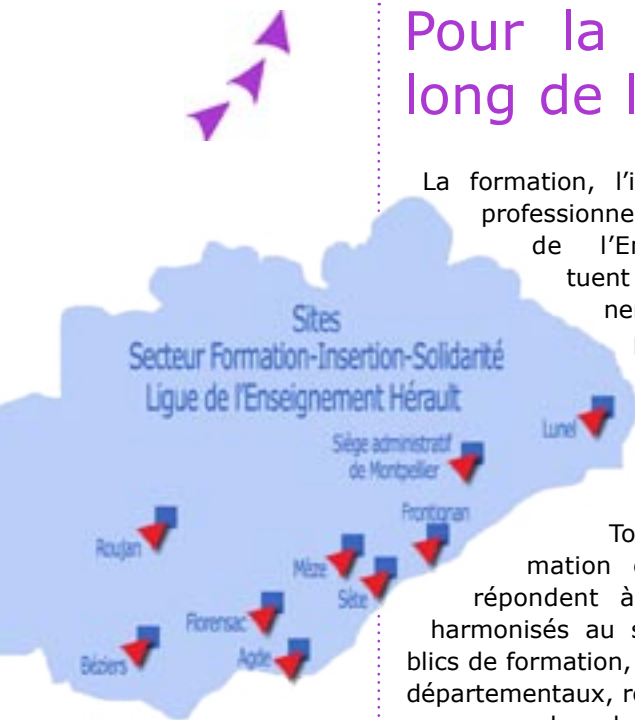 Pour la
long de l
La formation, l'i
professionne
de l'En
tuent
ner
Sites
Secteur Formation-Insertion-Solidarité
Ligue de l'Enseignement Hérault
Lunel
Siège administratif
de Montpellier
Frontignan
Roujan
Mèze
Sète
Florensac
Agde
Béziers
To
mation
répondent à
harmonisés au s
blics de formation,
départementaux, r